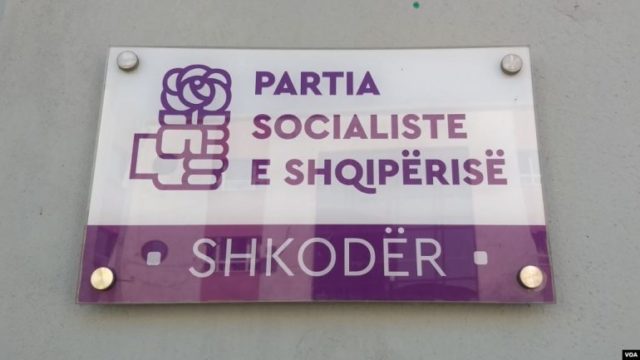 PARTIA
SOCIALISTE
E SHQIPËRISË
SHKODËR
VOA